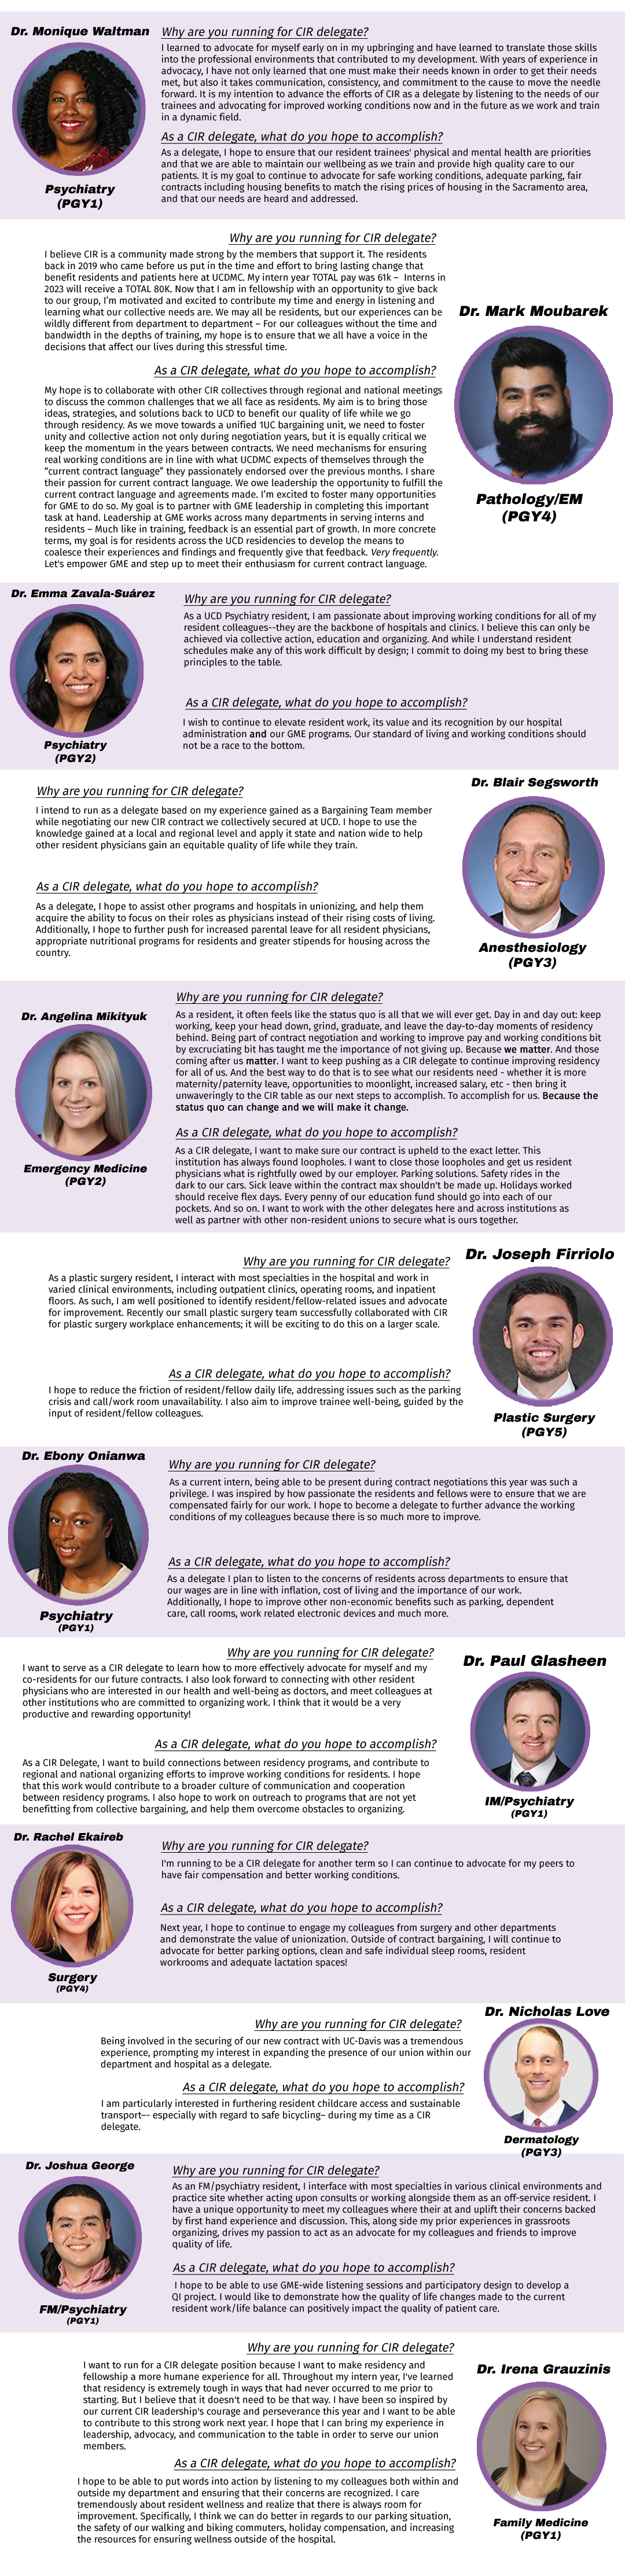 Dr. Monique Waltman
Psychiatry
(PGY1)
Why are you running for CIR delegate?
I learned to advocate for myself early on in my upbringing and have learned to translate those skills
into the professional environments that contributed to my development. With years of experience in
advocacy, I have not only learned that one must make their needs known in order to get their needs
met, but also it takes communication, consistency, and commitment to the cause to move the needle
forward. It is my intention to advance the efforts of CIR as a delegate by listening to the needs of our
trainees and advocating for improved working conditions now and in the future as we work and train
in a dynamic field.
As a CIR delegate, what do you hope to accomplish?
As a delegate, I hope to ensure that our resident trainees' physical and mental health are priorities
and that we are able to maintain our wellbeing as we train and provide high quality care to our
patients. It is my goal to continue to advocate for safe working conditions, adequate parking, fair
contracts including housing benefits to match the rising prices of housing in the Sacramento area,
and that our needs are heard and addressed.
Why are you running for CIR delegate?
I believe CIR is a community made strong by the members that support it. The residents
back in 2019 who came before us put in the time and effort to bring lasting change that
benefit residents and patients here at UCDMC. My intern year TOTAL pay was 61k – Interns in
2023 will receive a TOTAL 80K. Now that I am in fellowship with an opportunity to give back
to our group, I'm motivated and excited to contribute my time and energy in listening and
learning what our collective needs are. We may all be residents, but our experiences can be
wildly different from department to department – For our colleagues without the time and
bandwidth in the depths of training, my hope is to ensure that we all have a voice in the
decisions that affect our lives during this stressful time.
As a CIR delegate, what do you hope to accomplish?
My hope is to collaborate with other CIR collectives through regional and national meetings
to discuss the common challenges that we all face as residents. My aim is to bring those
ideas, strategies, and solutions back to UCD to benefit our quality of life while we go
through residency. As we move towards a unified 1UC bargaining unit, we need to foster
unity and collective action not only during negotiation years, but it is equally critical we
keep the momentum in the years between contracts. We need mechanisms for ensuring
real working conditions are in line with what UCDMC expects of themselves through the
“current contract language” they passionately endorsed over the previous months. I share
their passion for current contract language. We owe leadership the opportunity to fulfill the
current contract language and agreements made. I'm excited to foster many opportunities
for GME to do so. My goal is to partner with GME leadership in completing this important
task at hand. Leadership at GME works across many departments in serving interns and
residents – Much like in training, feedback is an essential part of growth. In more concrete
terms, my goal is for residents across the UCD residencies to develop the means to
coalesce their experiences and findings and frequently give that feedback. Very frequently.
Let's empower GME and step up to meet their enthusiasm for current contract language.
Dr. Mark Moubarek
Pathology/EM
(PGY4)
Dr. Emma Zavala-Suárez
Psychiatry
(PGY2)
Why are you running for CIR delegate?
As a UCD Psychiatry resident, I am passionate about improving working conditions for all of my
resident colleagues--they are the backbone of hospitals and clinics. I believe this can only be
achieved via collective action, education and organizing. And while I understand resident
schedules make any of this work difficult by design; I commit to doing my best to bring these
principles to the table.
As a CIR delegate, what do you hope to accomplish?
I wish to continue to elevate resident work, its value and its recognition by our hospital
administration and our GME programs. Our standard of living and working conditions should
not be a race to the bottom.
Why are you running for CIR delegate?
I intend to run as a delegate based on my experience gained as a Bargaining Team member
while negotiating our new CIR contract we collectively secured at UCD. I hope to use the
knowledge gained at a local and regional level and apply it state and nation wide to help
other resident physicians gain an equitable quality of life while they train.
As a CIR delegate, what do you hope to accomplish?
As a delegate, I hope to assist other programs and hospitals in unionizing, and help them
acquire the ability to focus on their roles as physicians instead of their rising costs of living.
Additionally, I hope to further push for increased parental leave for all resident physicians,
appropriate nutritional programs for residents and greater stipends for housing across the
country.
Dr. Blair Segsworth
Anesthesiology
(PGY3)
Dr. Angelina Mikityuk
Emergency Medicine
(PGY2)
Why are you running for CIR delegate?
As a resident, it often feels like the status quo is all that we will ever get. Day in and day out: keep
working, keep your head down, grind, graduate, and leave the day-to-day moments of residency
behind. Being part of contract negotiation and working to improve pay and working conditions bit
by excruciating bit has taught me the importance of not giving up. Because we matter. And those
coming after us matter. I want to keep pushing as a CIR delegate to continue improving residency
for all of us. And the best way to do that is to see what our residents need - whether it is more
maternity/paternity leave, opportunities to moonlight, increased salary, etc - then bring it
unwaveringly to the CIR table as our next steps to accomplish. To accomplish for us. Because the
status quo can change and we will make it change.
As a CIR delegate, what do you hope to accomplish?
As a CIR delegate, I want to make sure our contract is upheld to the exact letter. This
institution has always found loopholes. I want to close those loopholes and get us resident
physicians what is rightfully owed by our employer. Parking solutions. Safety rides in the
dark to our cars. Sick leave within the contract max shouldn't be made up. Holidays worked
should receive flex days. Every penny of our education fund should go into each of our
pockets. And so on. I want to work with the other delegates here and across institutions as
well as partner with other non-resident unions to secure what is ours together.
Why are you running for CIR delegate?
As a plastic surgery resident, I interact with most specialties in the hospital and work in
varied clinical environments, including outpatient clinics, operating rooms, and inpatient
floors. As such, I am well positioned to identify resident/fellow-related issues and advocate
for improvement. Recently our small plastic surgery team successfully collaborated with CIR
for plastic surgery workplace enhancements; it will be exciting to do this on a larger scale.
As a CIR delegate, what do you hope to accomplish?
I hope to reduce the friction of resident/fellow daily life, addressing issues such as the parking
crisis and call/work room unavailability. I also aim to improve trainee well-being, guided by the
input of resident/fellow colleagues.
Dr. Joseph Firriolo
Plastic Surgery
(PGY5)
Dr. Ebony Onianwa
Psychiatry
(PGY1)
Why are you running for CIR delegate?
As a current intern, being able to be present during contract negotiations this year was such a
privilege. I was inspired by how passionate the residents and fellows were to ensure that we are
compensated fairly for our work. I hope to become a delegate to further advance the working
conditions of my colleagues because there is so much more to improve.
As a CIR delegate, what do you hope to accomplish?
As a delegate I plan to listen to the concerns of residents across departments to ensure that
our wages are in line with inflation, cost of living and the importance of our work.
Additionally, I hope to improve other non-economic benefits such as parking, dependent
care, call rooms, work related electronic devices and much more.
Why are you running for CIR delegate?
I want to serve as a CIR delegate to learn how to more effectively advocate for myself and my
co-residents for our future contracts. I also look forward to connecting with other resident
physicians who are interested in our health and well-being as doctors, and meet colleagues at
other institutions who are committed to organizing work. I think that it would be a very
productive and rewarding opportunity!
As a CIR delegate, what do you hope to accomplish?
As a CIR Delegate, I want to build connections between residency programs, and contribute to
regional and national organizing efforts to improve working conditions for residents. I hope
that this work would contribute to a broader culture of communication and cooperation
between residency programs. I also hope to work on outreach to programs that are not yet
benefitting from collective bargaining, and help them overcome obstacles to organizing.
Dr. Paul Glasheen
IM/Psychiatry
(PGY1)
Dr. Rachel Ekaireb
Surgery
(PGY4)
Why are you running for CIR delegate?
I'm running to be a CIR delegate for another term so I can continue to advocate for my peers to
have fair compensation and better working conditions.
As a CIR delegate, what do you hope to accomplish?
Next year, I hope to continue to engage my colleagues from surgery and other departments
and demonstrate the value of unionization. Outside of contract bargaining, I will continue to
advocate for better parking options, clean and safe individual sleep rooms, resident
workrooms and adequate lactation spaces!
Why are you running for CIR delegate?
Being involved in the securing of our new contract with UC-Davis was a tremendous
experience, prompting my interest in expanding the presence of our union within our
department and hospital as a delegate.
As a CIR delegate, what do you hope to accomplish?
I am particularly interested in furthering resident childcare access and sustainable
transport–- especially with regard to safe bicycling– during my time as a CIR
delegate.
Dr. Nicholas Love
Dermatology
(PGY3)
Dr. Joshua George
FM/Psychiatry
(PGY1)
Why are you running for CIR delegate?
As an FM/psychiatry resident, I interface with most specialties in various clinical environments and
practice site whether acting upon consults or working alongside them as an off-service resident. I
have a unique opportunity to meet my colleagues where their at and uplift their concerns backed
by first hand experience and discussion. This, along side my prior experiences in grassroots
organizing, drives my passion to act as an advocate for my colleagues and friends to improve
quality of life.
As a CIR delegate, what do you hope to accomplish?
I hope to be able to use GME-wide listening sessions and participatory design to develop a
QI project. I would like to demonstrate how the quality of life changes made to the current
resident work/life balance can positively impact the quality of patient care.
Why are you running for CIR delegate?
I want to run for a CIR delegate position because I want to make residency and
fellowship a more humane experience for all. Throughout my intern year, I've learned
that residency is extremely tough in ways that had never occurred to me prior to
starting. But I believe that it doesn't need to be that way. I have been so inspired by
our current CIR leadership's courage and perseverance this year and I want to be able
to contribute to this strong work next year. I hope that I can bring my experience in
leadership, advocacy, and communication to the table in order to serve our union
members.
As a CIR delegate, what do you hope to accomplish?
I hope to be able to put words into action by listening to my colleagues both within and
outside my department and ensuring that their concerns are recognized. I care
tremendously about resident wellness and realize that there is always room for
improvement. Specifically, I think we can do better in regards to our parking situation,
the safety of our walking and biking commuters, holiday compensation, and increasing
the resources for ensuring wellness outside of the hospital.
Dr. Irena Grauzinis
Family Medicine
(PGY1)